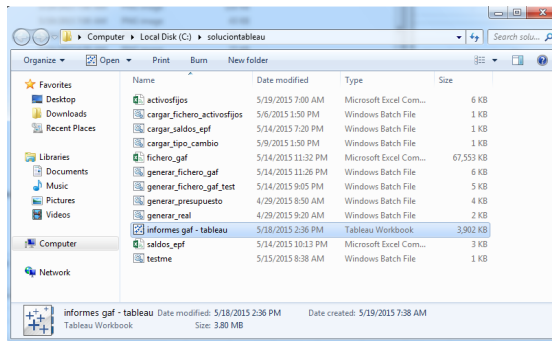 Computer ▸ Local Disk (C:) ▸ soluciontableau
Search solu...
Organize ▾ Open ▾ Print Burn New folder
Favorites
Desktop
Downloads
Recent Places
Libraries
Documents
Music
Pictures
Videos
Computer
Network
Name Date modified Type Size
activosfijos 5/19/2015 7:00 AM Microsoft Excel Com... 6 KB
cargar_fichero_activosfijos 5/6/2015 1:50 PM Windows Batch File 1 KB
cargar_saldos_epf 5/14/2015 7:20 PM Windows Batch File 1 KB
cargar_tipo_cambio 5/9/2015 1:50 PM Windows Batch File 1 KB
fichero_gaf 5/14/2015 11:32 PM Microsoft Excel Com... 67,553 KB
generar_fichero_gaf 5/14/2015 11:26 PM Windows Batch File 6 KB
generar_fichero_gaf_test 5/14/2015 9:05 PM Windows Batch File 5 KB
generar_presupuesto 4/29/2015 8:50 AM Windows Batch File 4 KB
generar_real 4/29/2015 9:20 AM Windows Batch File 2 KB
informes gaf - tableau 5/18/2015 2:36 PM Tableau Workbook 3,902 KB
saldos_epf 5/14/2015 10:13 PM Microsoft Excel Com... 3 KB
testme 5/15/2015 8:38 AM Windows Batch File 1 KB
informes gaf - tableau Date modified: 5/18/2015 2:36 PM Date created: 5/19/2015 7:38 AM
Tableau Workbook Size: 3.80 MB